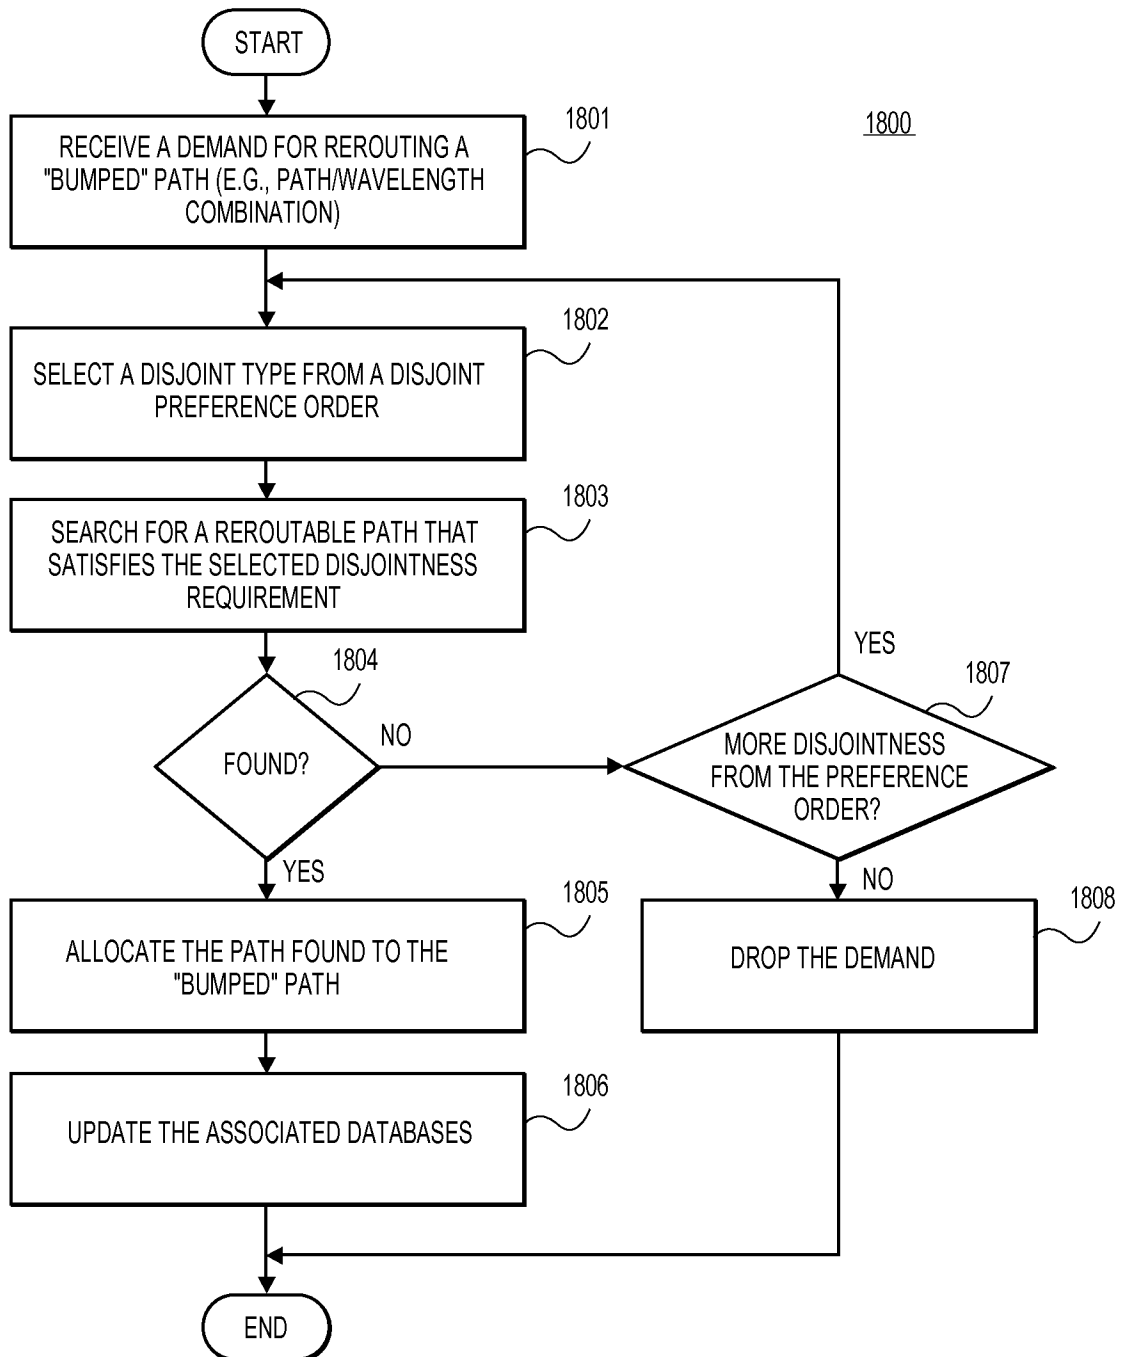 START
1801
1800
RECEIVE A DEMAND FOR REROUTING A
"BUMPED" PATH (E.G., PATH/WAVELENGTH
COMBINATION)
1802
SELECT A DISJOINT TYPE FROM A DISJOINT
PREFERENCE ORDER
1803
SEARCH FOR A REROUTABLE PATH THAT
SATISFIES THE SELECTED DISJOINTNESS
REQUIREMENT
1804
FOUND?
NO
YES
1807
MORE DISJOINTNESS
FROM THE PREFERENCE
ORDER?
YES
NO
1805
ALLOCATE THE PATH FOUND TO THE
"BUMPED" PATH
1808
DROP THE DEMAND
1806
UPDATE THE ASSOCIATED DATABASES
END